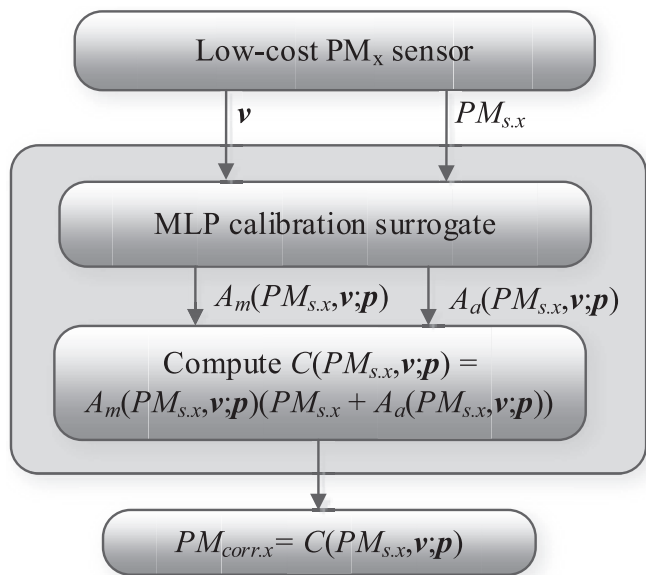 Low-cost PMx sensor
v PMs.x
MLP calibration surrogate
Am(PMs.x,v;p) Aa(PMs.x,v;p)
Compute C(PMs.x,v;p) =
Am(PMs.x,v;p)(PMs.x + Aa(PMs.x,v;p))
PMcorr.x= C(PMs.x,v;p)